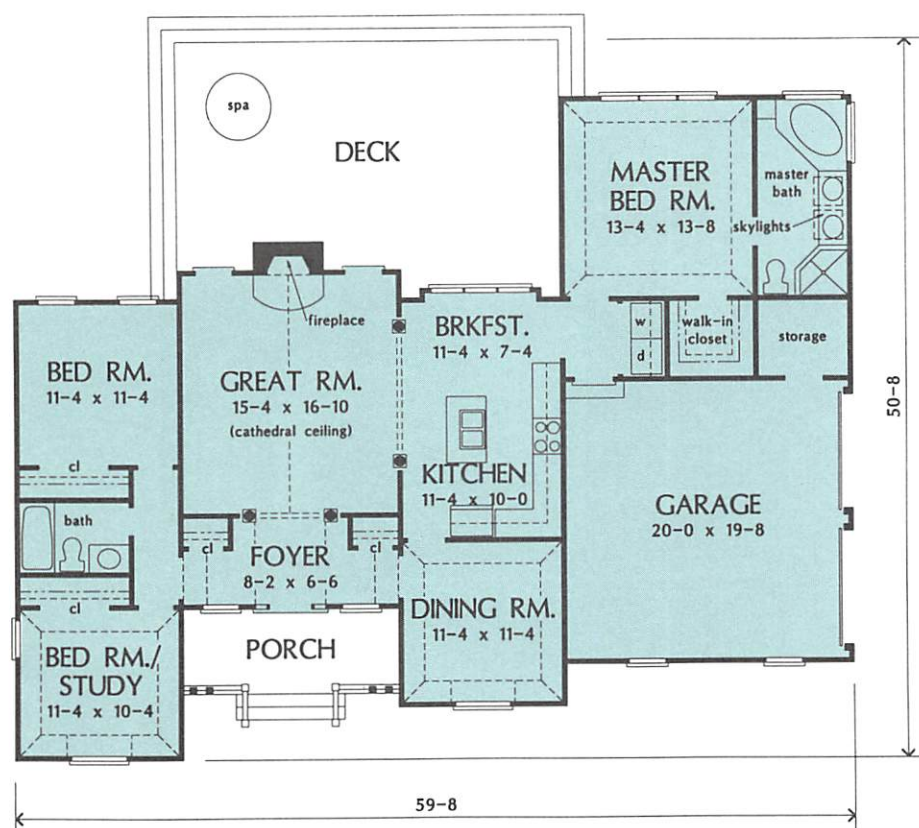 spa
DECK
MASTER
BED RM.
13-4 x 13-8
master
bath
skylights
fireplace
BED RM.
11-4 x 11-4
GREAT RM.
15-4 x 16-10
(cathedral ceiling)
BRKFST.
11-4 x 7-4
w
d
walk-in
closet
storage
50-8
cl
bath
cl
KITCHEN
11-4 x 10-0
GARAGE
20-0 x 19-8
cl
FOYER
8-2 x 6-6
cl
DINING RM.
11-4 x 11-4
PORCH
BED RM./
STUDY
11-4 x 10-4
59-8